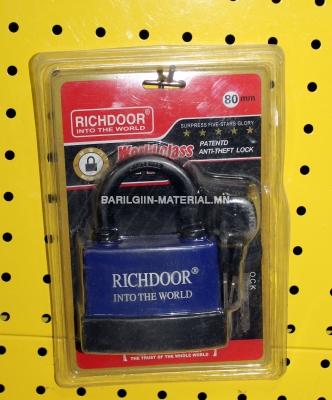 RICHDOOR®
INTO THE WORLD
80mm
SURPRESS FIVE-STARS GLORY
Worldclass
PATENTD
ANTI-THEFT LOCK
BARILGIIN-MATERIAL.MN
RICHDOOR®
INTO THE WORLD
OCK
THE TRUST OF THE WHOLE WORLD